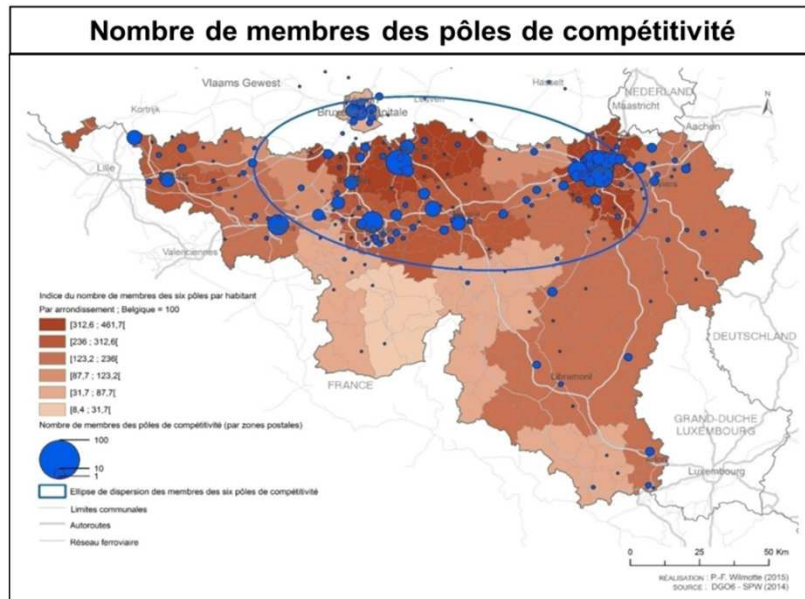 Nombre de membres des pôles de compétitivité
Vlaams Gewest
Hasselt
NEDERLAND
Maastricht
Kortrijk
Leuven
Aachen
Lille
Valenciennes
Indice du nombre de membres des six pôles par habitant
Par arrondissement ; Belgique = 100
[312,6 ; 461,7[
[236 ; 312,6[
[123,2 ; 236[
[87,7 ; 123,2[
[31,7 ; 87,7[
[8,4 ; 31,7[
DEUTSCHLAND
FRANCE
Libramont
Nombre de membres des pôles de compétitivité (par zones postales)
GRAND-DUCHE
LUXEMBOURG
100
10
1
Luxembourg
Ellipse de dispersion des membres des six pôles de compétitivité
Limites communales
Autoroutes
Réseau ferroviaire
N
0 25 50 Km
RÉALISATION : P.-F. Wilmotte (2015)
SOURCE : DGO6 - SPW (2014)